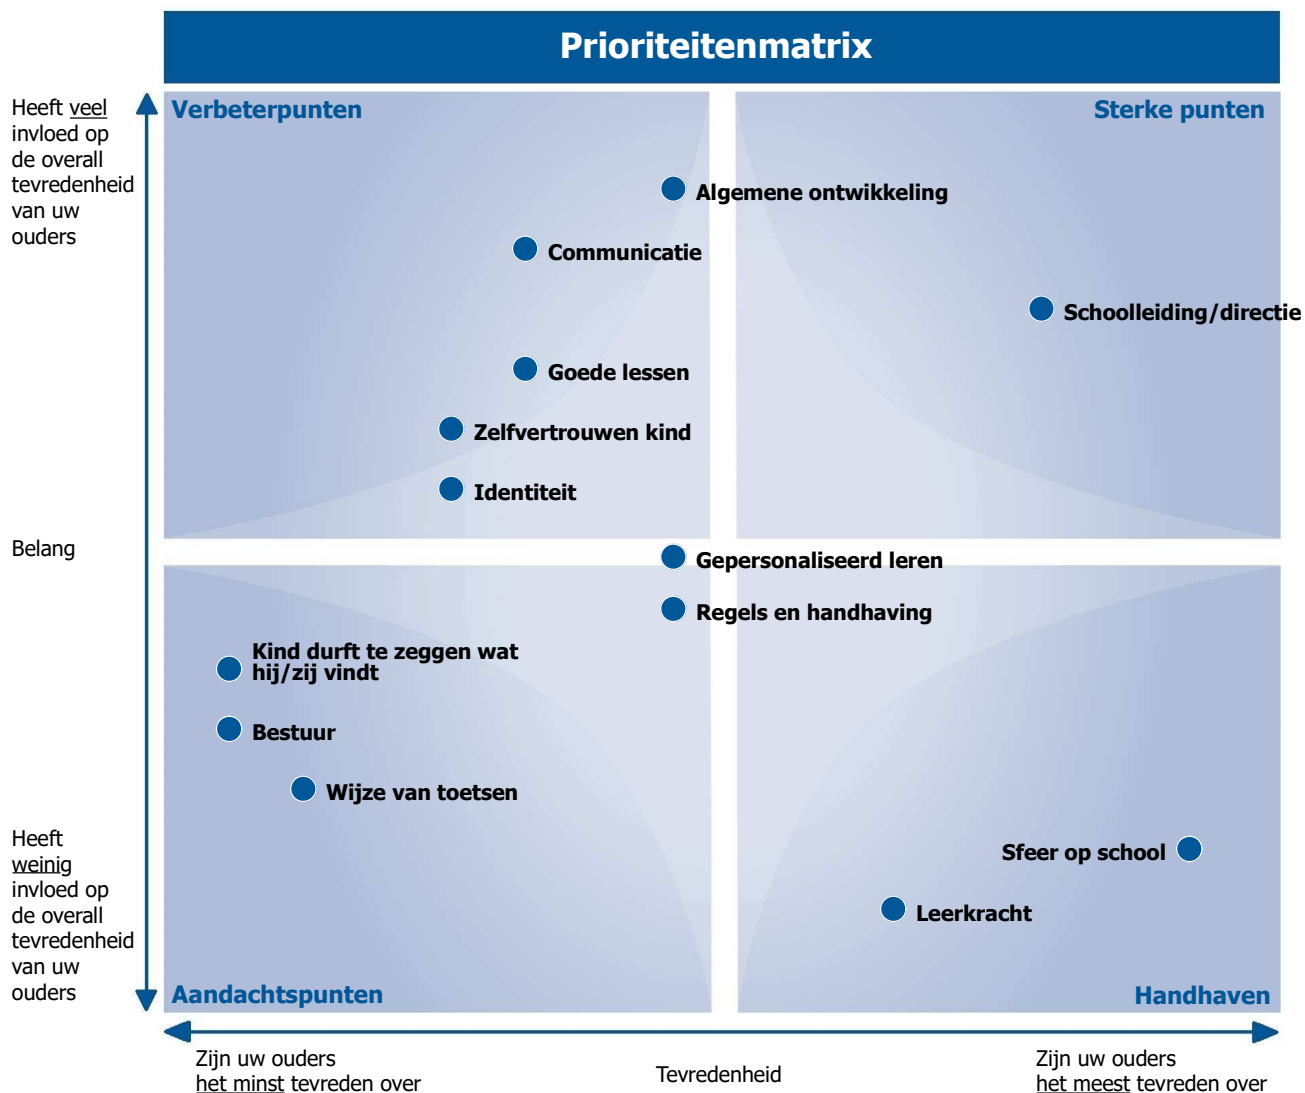 Prioriteitenmatrix
Heeft veel
invloed op
de overall
tevredenheid
van uw
ouders
Verbeterpunten
Sterke punten
Algemene ontwikkeling
Communicatie
Schoolleiding/directie
Goede lessen
Zelfvertrouwen kind
Identiteit
Belang
Gepersonaliseerd leren
Regels en handhaving
Kind durft te zeggen wat
hij/zij vindt
Bestuur
Wijze van toetsen
Heeft
weinig
invloed op
de overall
tevredenheid
van uw
ouders
Sfeer op school
Leerkracht
Aandachtspunten
Handhaven
Zijn uw ouders
het minst tevreden over
Tevredenheid
Zijn uw ouders
het meest tevreden over